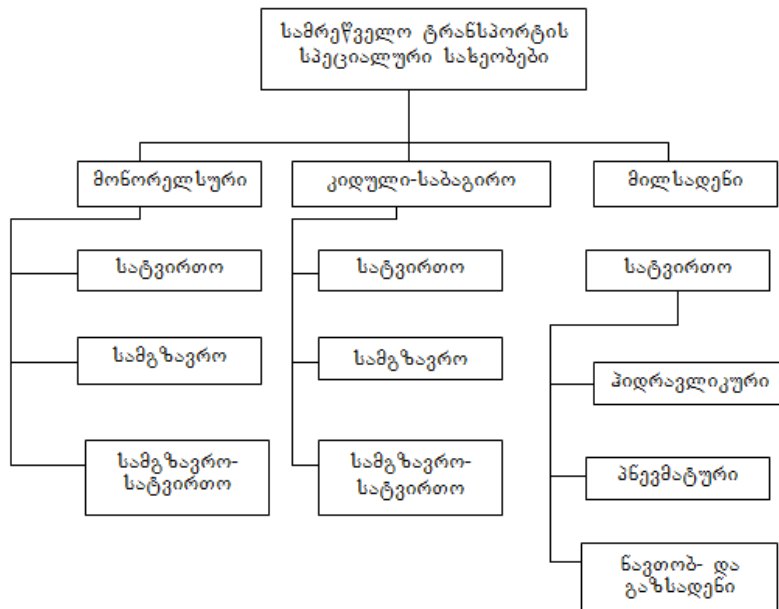 სამრეწველო ტრანსპორტის
სპეციალური სახეობები
მონორელსური
კიდული-საბაგირო
მილსადენი
სატვირთო
სატვირთო
სატვირთო
სამგზავრო
სამგზავრო
ჰიდრავლიკური
სამგზავრო-
სატვირთო
სამგზავრო-
სატვირთო
პნევმატური
ნავთობ- და
გაზსადენი